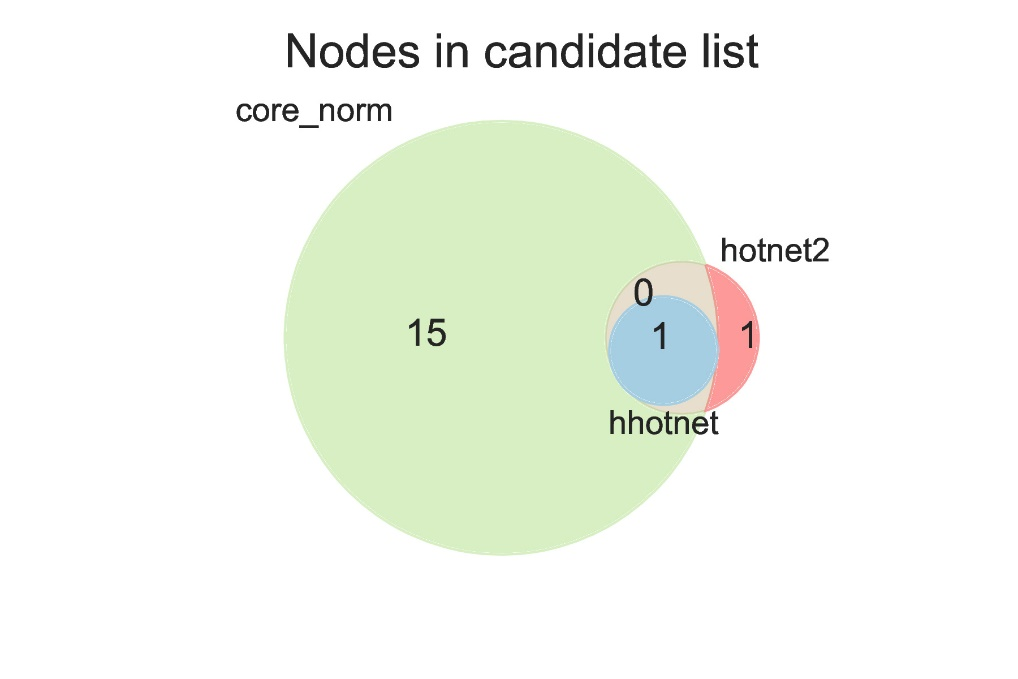 Nodes in candidate list
core_norm
hotnet2
0
15
1
1
hhotnet